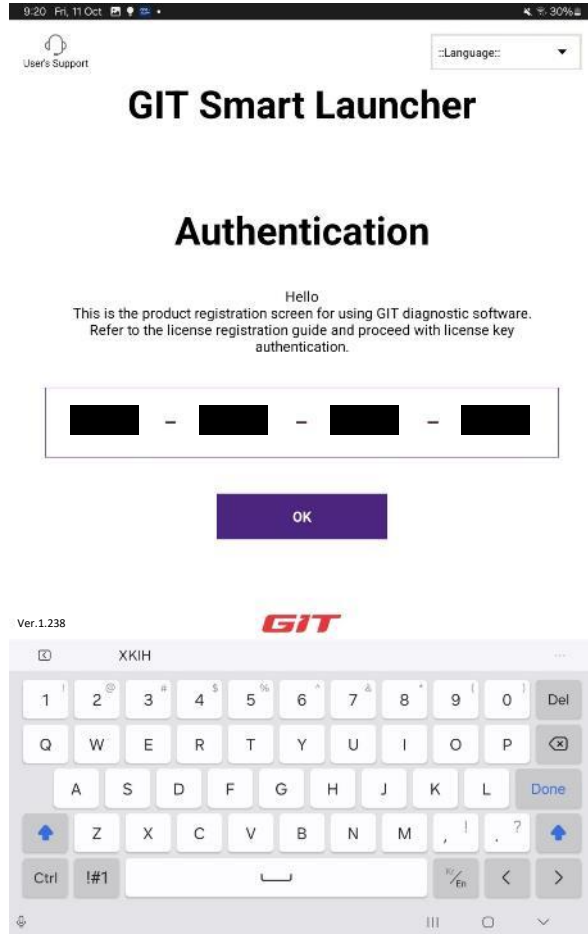 9:20 Fri, 11 Oct
30%
User's Support
::Language::
GIT Smart Launcher
Authentication
Hello
This is the product registration screen for using GIT diagnostic software.
Refer to the license registration guide and proceed with license key
authentication.
– – –
OK
Ver.1.238
GIT
XKIH
...
1 ! 2 @ 3 # 4 $ 5 % 6 ^ 7 & 8 * 9 ( 0 ) Del
Q W E R T Y U I O P
A S D F G H J K L Done
Z X C V B N M , ! . ?
Ctrl !#1 En < >